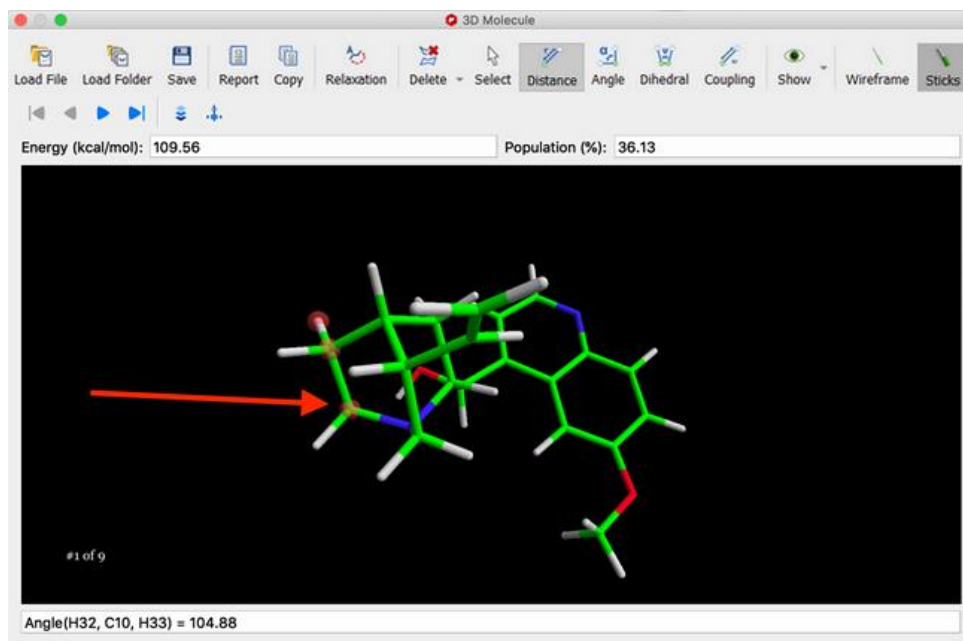 3D Molecule
Load File Load Folder Save Report Copy Relaxation Delete Select Distance Angle Dihedral Coupling Show Wireframe Sticks
Energy (kcal/mol): 109.56 Population (%): 36.13
#1 of 9
Angle(H32, C10, H33) = 104.88